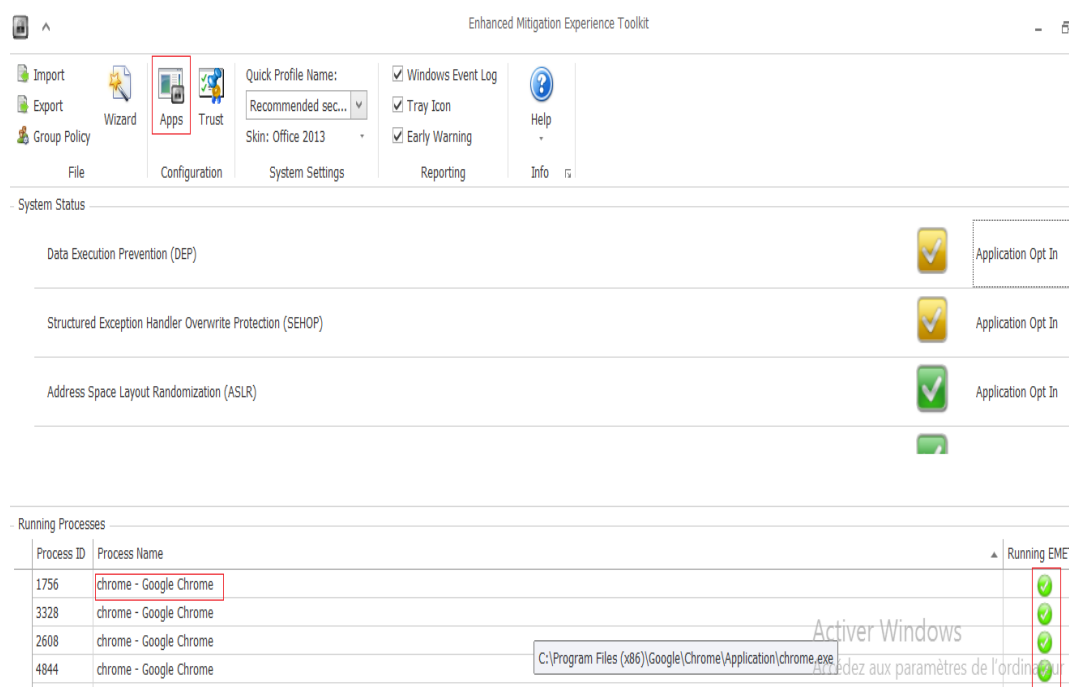 Enhanced Mitigation Experience Toolkit
Import
Export
Group Policy
Wizard
Apps
Trust
Quick Profile Name:
Recommended sec...
Skin: Office 2013
Windows Event Log
Tray Icon
Early Warning
Help
File
Configuration
System Settings
Reporting
Info
System Status
Data Execution Prevention (DEP)
Application Opt In
Structured Exception Handler Overwrite Protection (SEHOP)
Application Opt In
Address Space Layout Randomization (ASLR)
Application Opt In
Running Processes
Process ID Process Name Running EMET
1756 chrome - Google Chrome
3328 chrome - Google Chrome
2608 chrome - Google Chrome
4844 chrome - Google Chrome
C:\Program Files (x86)\Google\Chrome\Application\chrome.exe
Activer Windows
Accédez aux paramètres de l'ordinateur